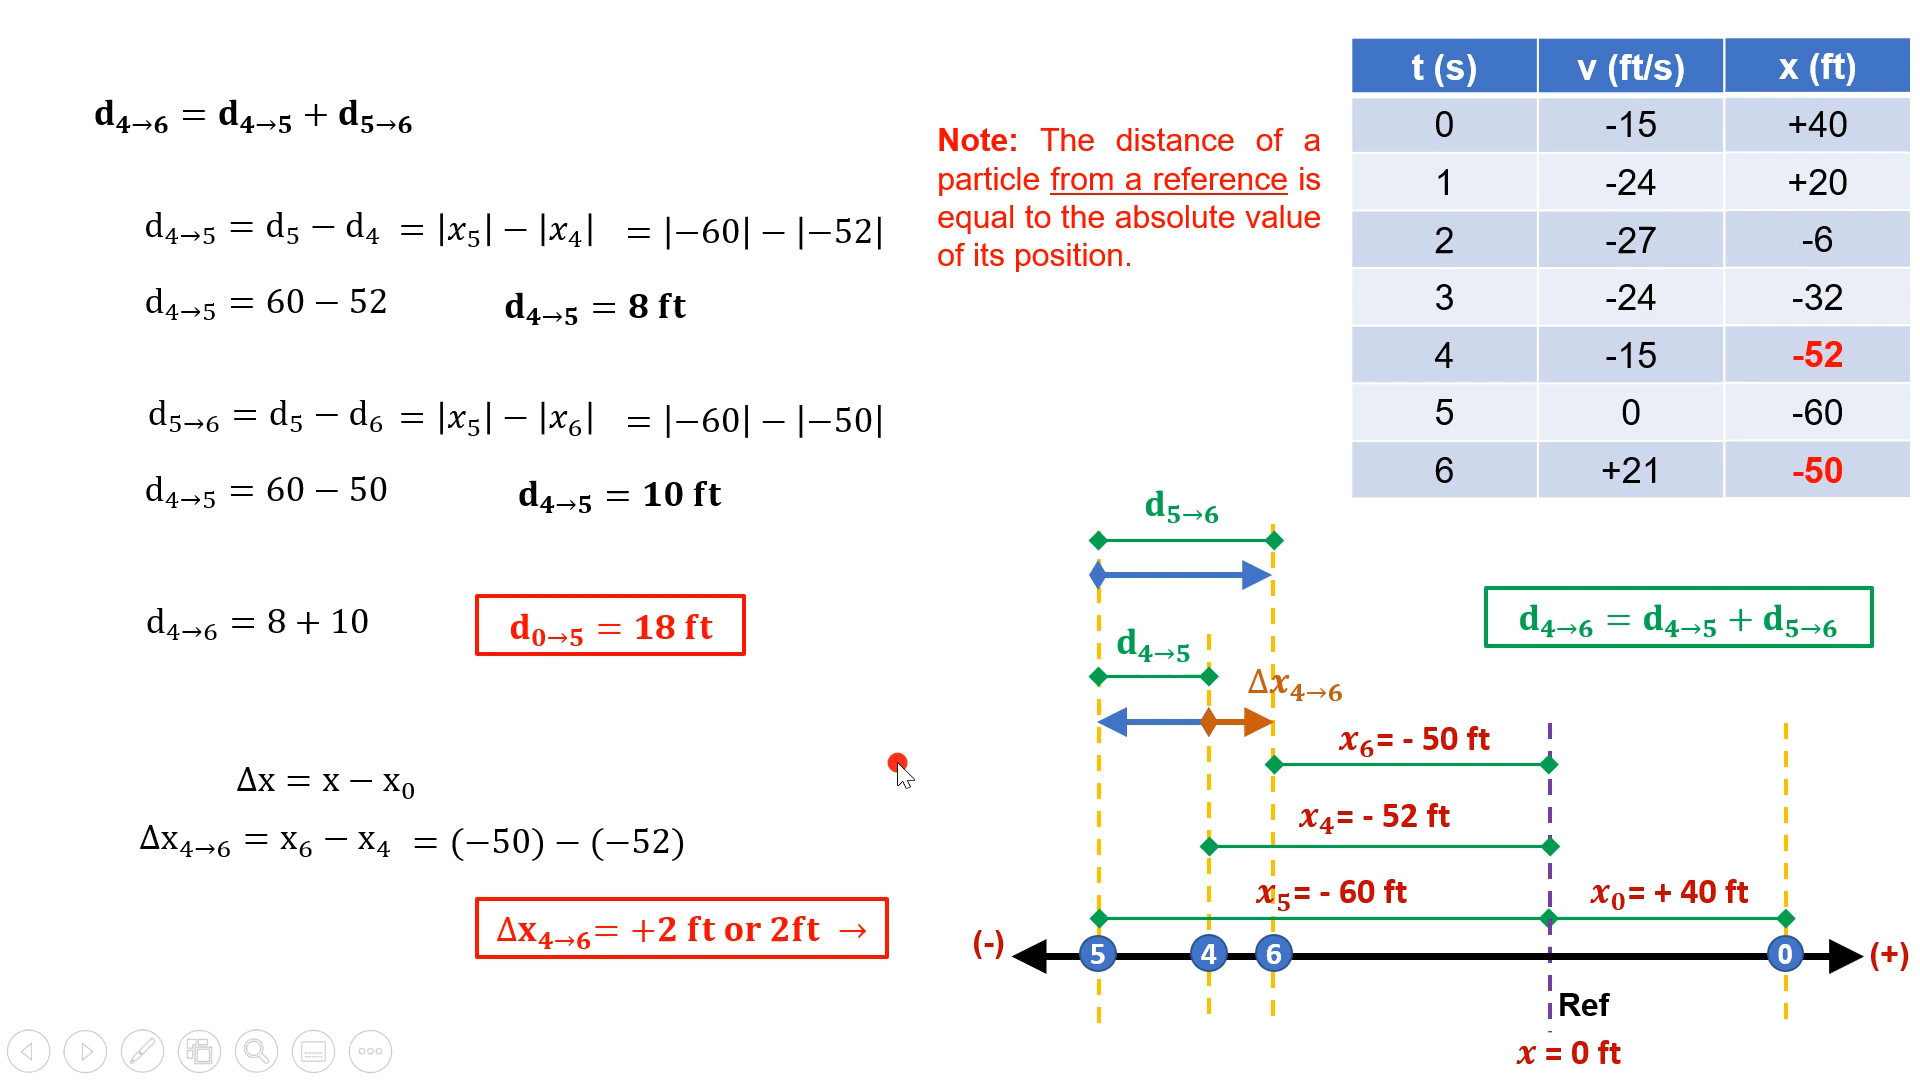 d₄→₆ = d₄→₅ + d₅→₆
d₄→₅ = d₅ − d₄ = |x₅| − |x₄| = |−60| − |−52|
d₄→₅ = 60 − 52 d₄→₅ = 8 ft
d₅→₆ = d₅ − d₆ = |x₅| − |x₆| = |−60| − |−50|
d₄→₅ = 60 − 50 d₄→₅ = 10 ft
d₄→₆ = 8 + 10 d₀→₅ = 18 ft
Δx = x − x₀
Δx₄→₆ = x₆ − x₄ = (−50) − (−52)
Δx₄→₆= +2 ft or 2ft →
Note: The distance of a
particle from a reference is
equal to the absolute value
of its position.
t (s) v (ft/s) x (ft)
0 -15 +40
1 -24 +20
2 -27 -6
3 -24 -32
4 -15 -52
5 0 -60
6 +21 -50
d₅→₆
d₄→₆ = d₄→₅ + d₅→₆
d₄→₅
Δx₄→₆
x₆= - 50 ft
x₄= - 52 ft
x₅= - 60 ft x₀= + 40 ft
(-) 5 4 6 0 (+)
Ref
x = 0 ft